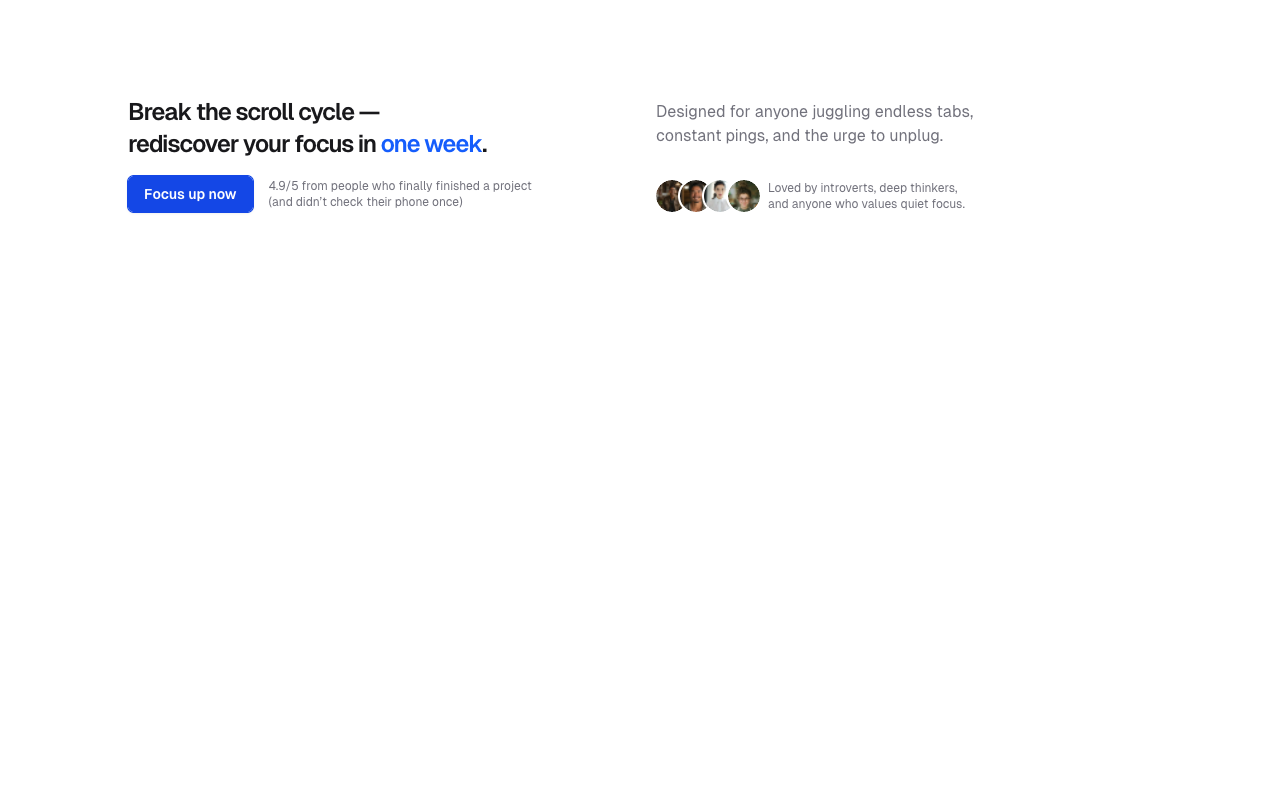 Break the scroll cycle —
rediscover your focus in one week.
Focus up now
4.9/5 from people who finally finished a project
(and didn't check their phone once)
Designed for anyone juggling endless tabs,
constant pings, and the urge to unplug.
Loved by introverts, deep thinkers,
and anyone who values quiet focus.